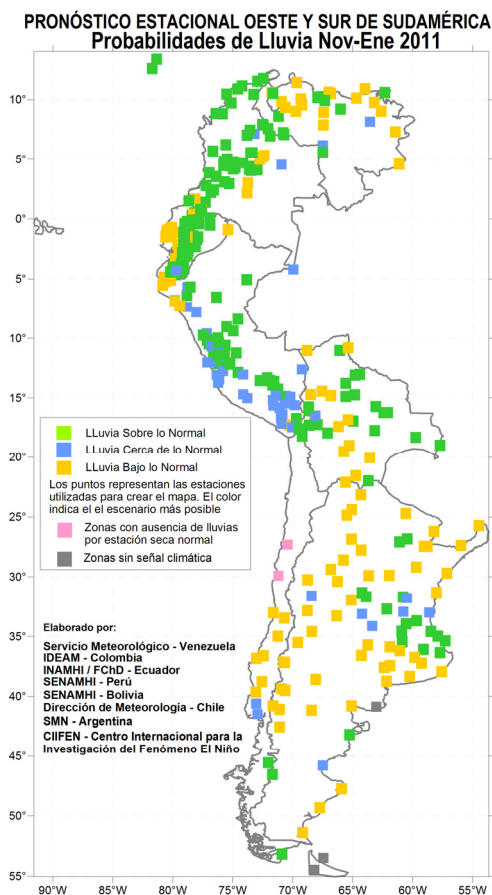 PRONÓSTICO ESTACIONAL OESTE Y SUR DE SUDAMÉRICA
Probabilidades de Lluvia Nov-Ene 2011
10°
5°
0°
5°
10°
15°
20°
25°
30°
35°
40°
45°
50°
55°
LLuvia Sobre lo Normal
LLuvia Cerca de lo Normal
LLuvia Bajo lo Normal
Los puntos representan las estaciones
utilizadas para crear el mapa. El color
indica el el escenario más posible
Zonas con ausencia de lluvias
por estación seca normal
Zonas sin señal climática
Elaborado por:
Servicio Meteorológico - Venezuela
IDEAM - Colombia
INAMHI / FChD - Ecuador
SENAMHI - Perú
SENAMHI - Bolivia
Dirección de Meteorología - Chile
SMN - Argentina
CIIFEN - Centro Internacional para la
Investigación del Fenómeno El Niño
90°W 85°W 80°W 75°W 70°W 65°W 60°W 55°W